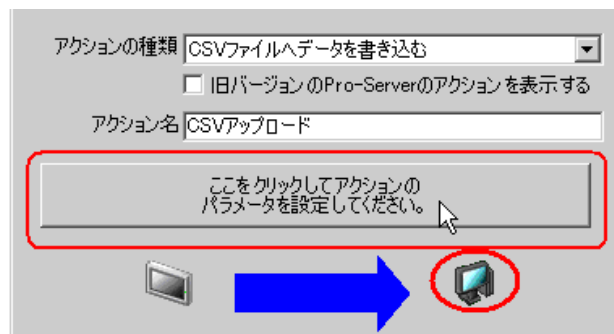 アクションの種類 CSVファイルへデータを書き込む
旧バージョンのPro-Serverのアクションを表示する
アクション名 CSVアップロード
ここをクリックしてアクションの
パラメータを設定してください。